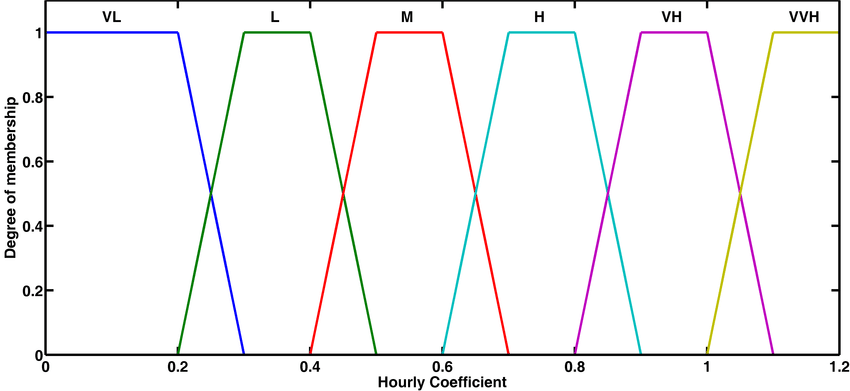 VL L M H VH VVH
1
0.8
0.6
0.4
0.2
0
Degree of membership
0 0.2 0.4 0.6 0.8 1 1.2
Hourly Coefficient